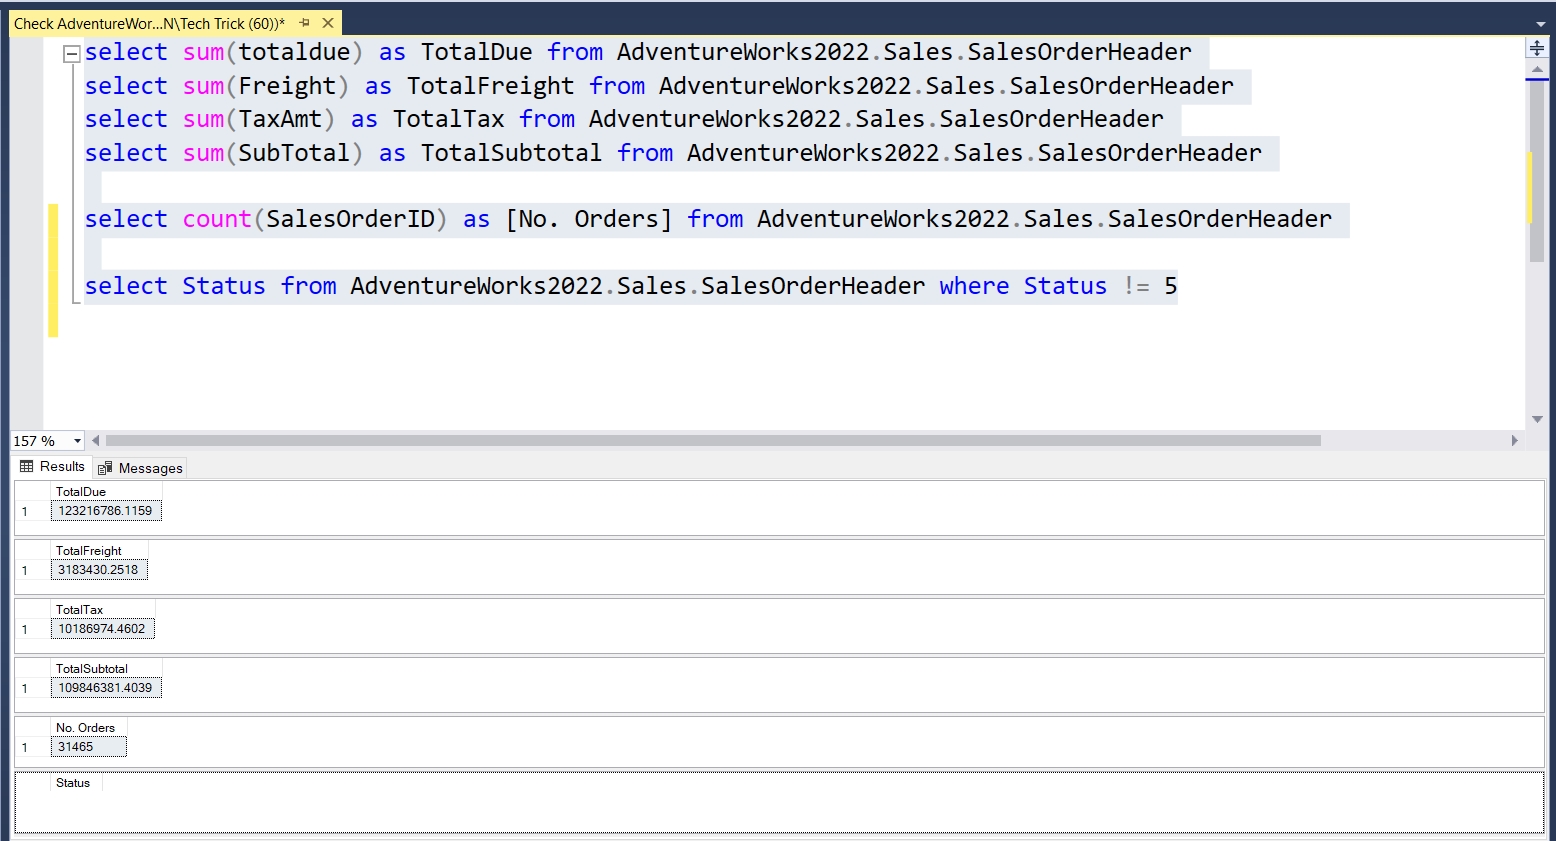 Check AdventureWor...N\Tech Trick (60))*
select sum(totaldue) as TotalDue from AdventureWorks2022.Sales.SalesOrderHeader
select sum(Freight) as TotalFreight from AdventureWorks2022.Sales.SalesOrderHeader
select sum(TaxAmt) as TotalTax from AdventureWorks2022.Sales.SalesOrderHeader
select sum(SubTotal) as TotalSubtotal from AdventureWorks2022.Sales.SalesOrderHeader
select count(SalesOrderID) as [No. Orders] from AdventureWorks2022.Sales.SalesOrderHeader
select Status from AdventureWorks2022.Sales.SalesOrderHeader where Status != 5
157 %
Results Messages
TotalDue
1 123216786.1159
TotalFreight
1 3183430.2518
TotalTax
1 10186974.4602
TotalSubtotal
1 109846381.4039
No. Orders
1 31465
Status